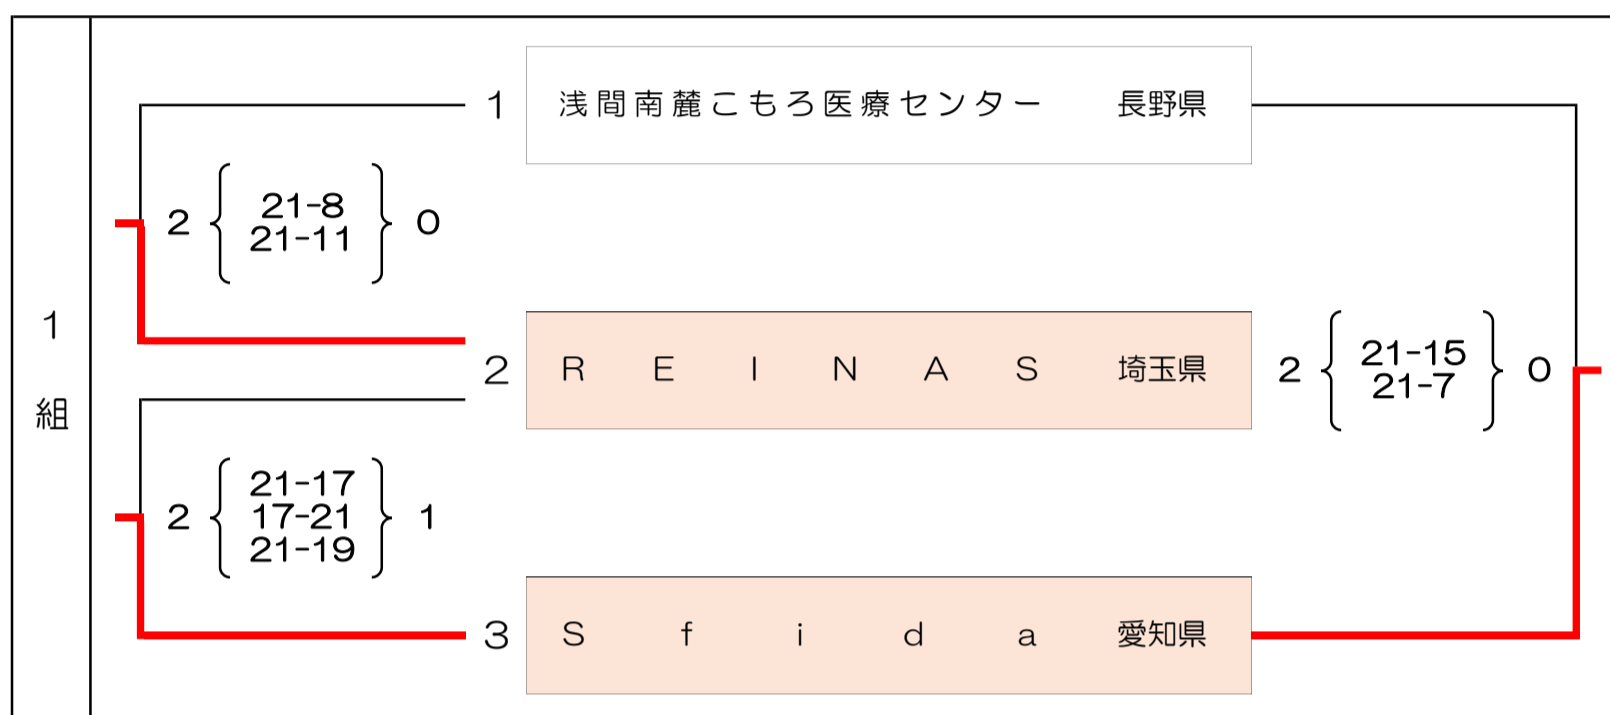 1組
1 浅間南麓こもろ医療センター 長野県
2 { 21-8 } 0
21-11
2 REINAS 埼玉県
2 { 21-15 } 0
21-7
2 { 21-17 } 1
17-21
21-19
3 Sfida 愛知県